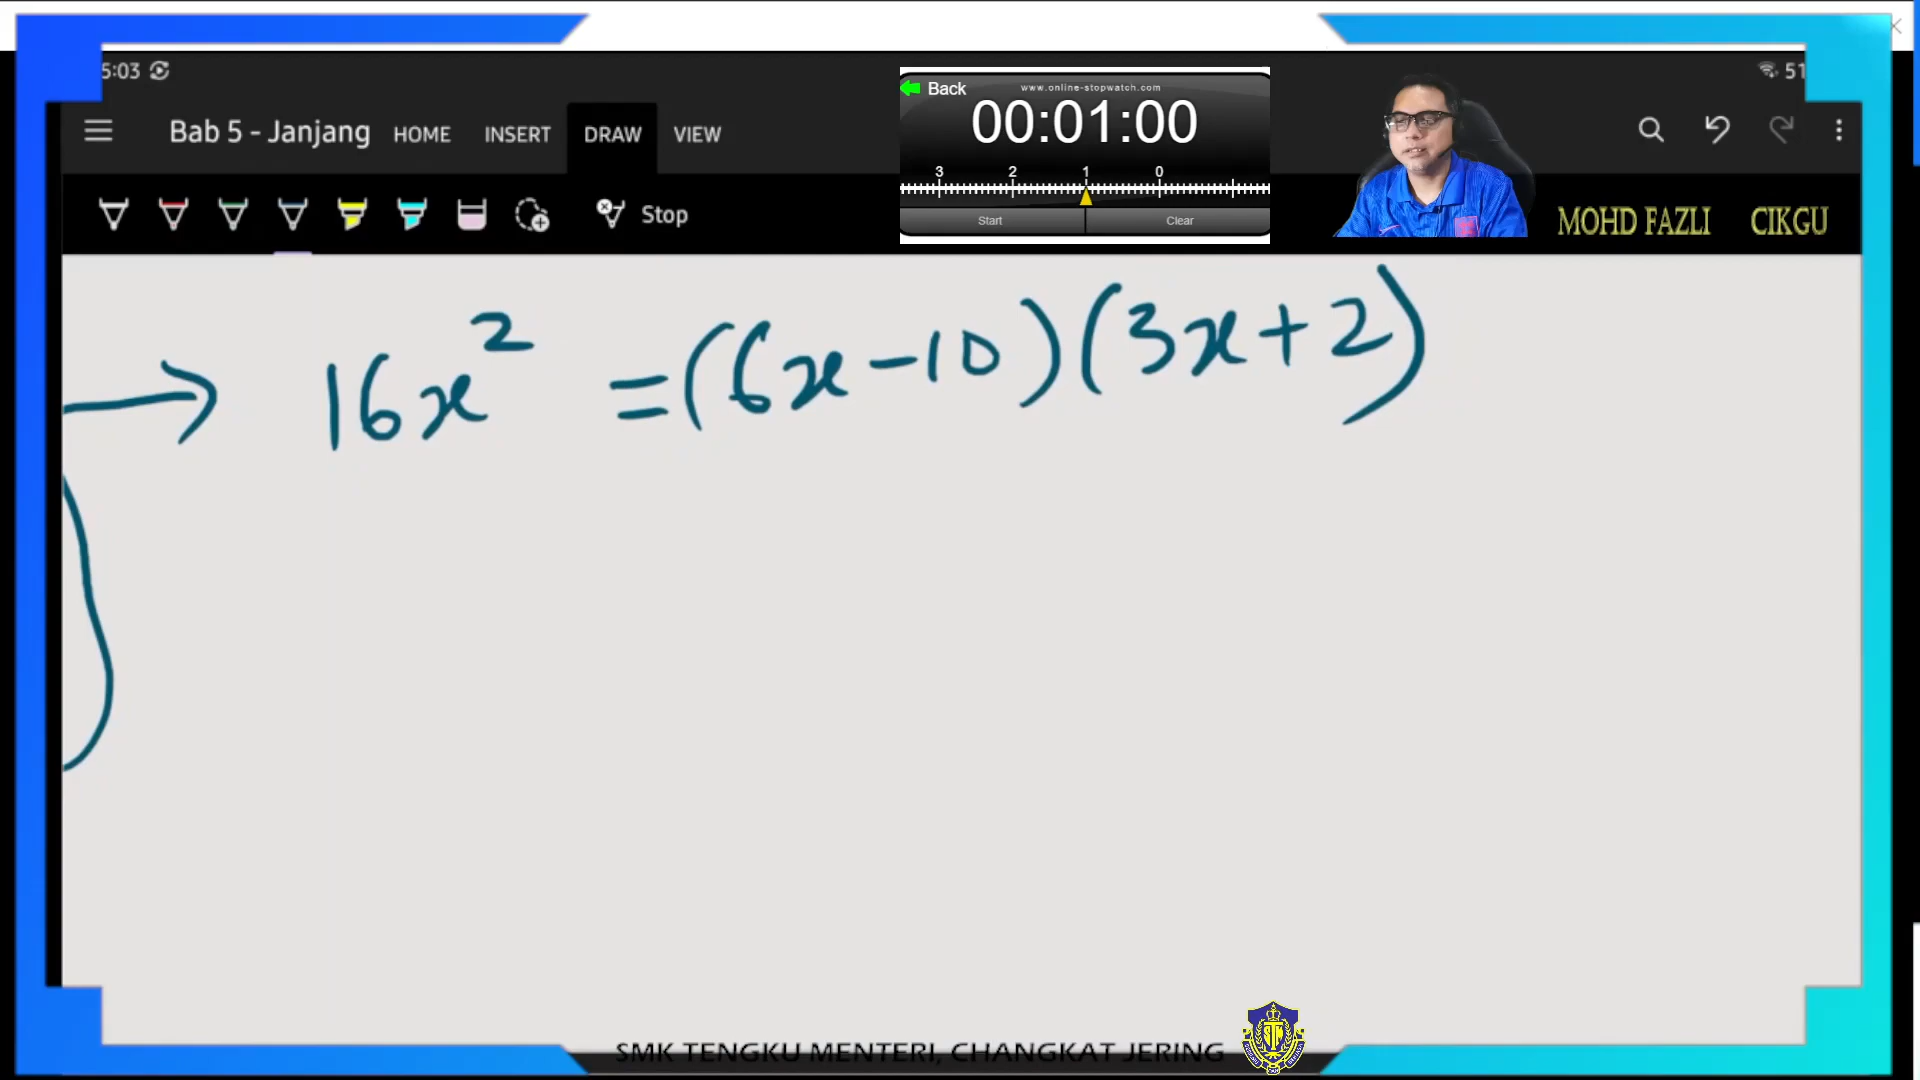 5:03
51
Bab 5 - Janjang HOME INSERT DRAW VIEW
Stop
Back
www.online-stopwatch.com
00:01:00
3 2 1 0
Start Clear
MOHD FAZLI CIKGU
16x² = (6x - 10)(3x + 2)
SMK TENGKU MENTERI, CHANGKAT JERING